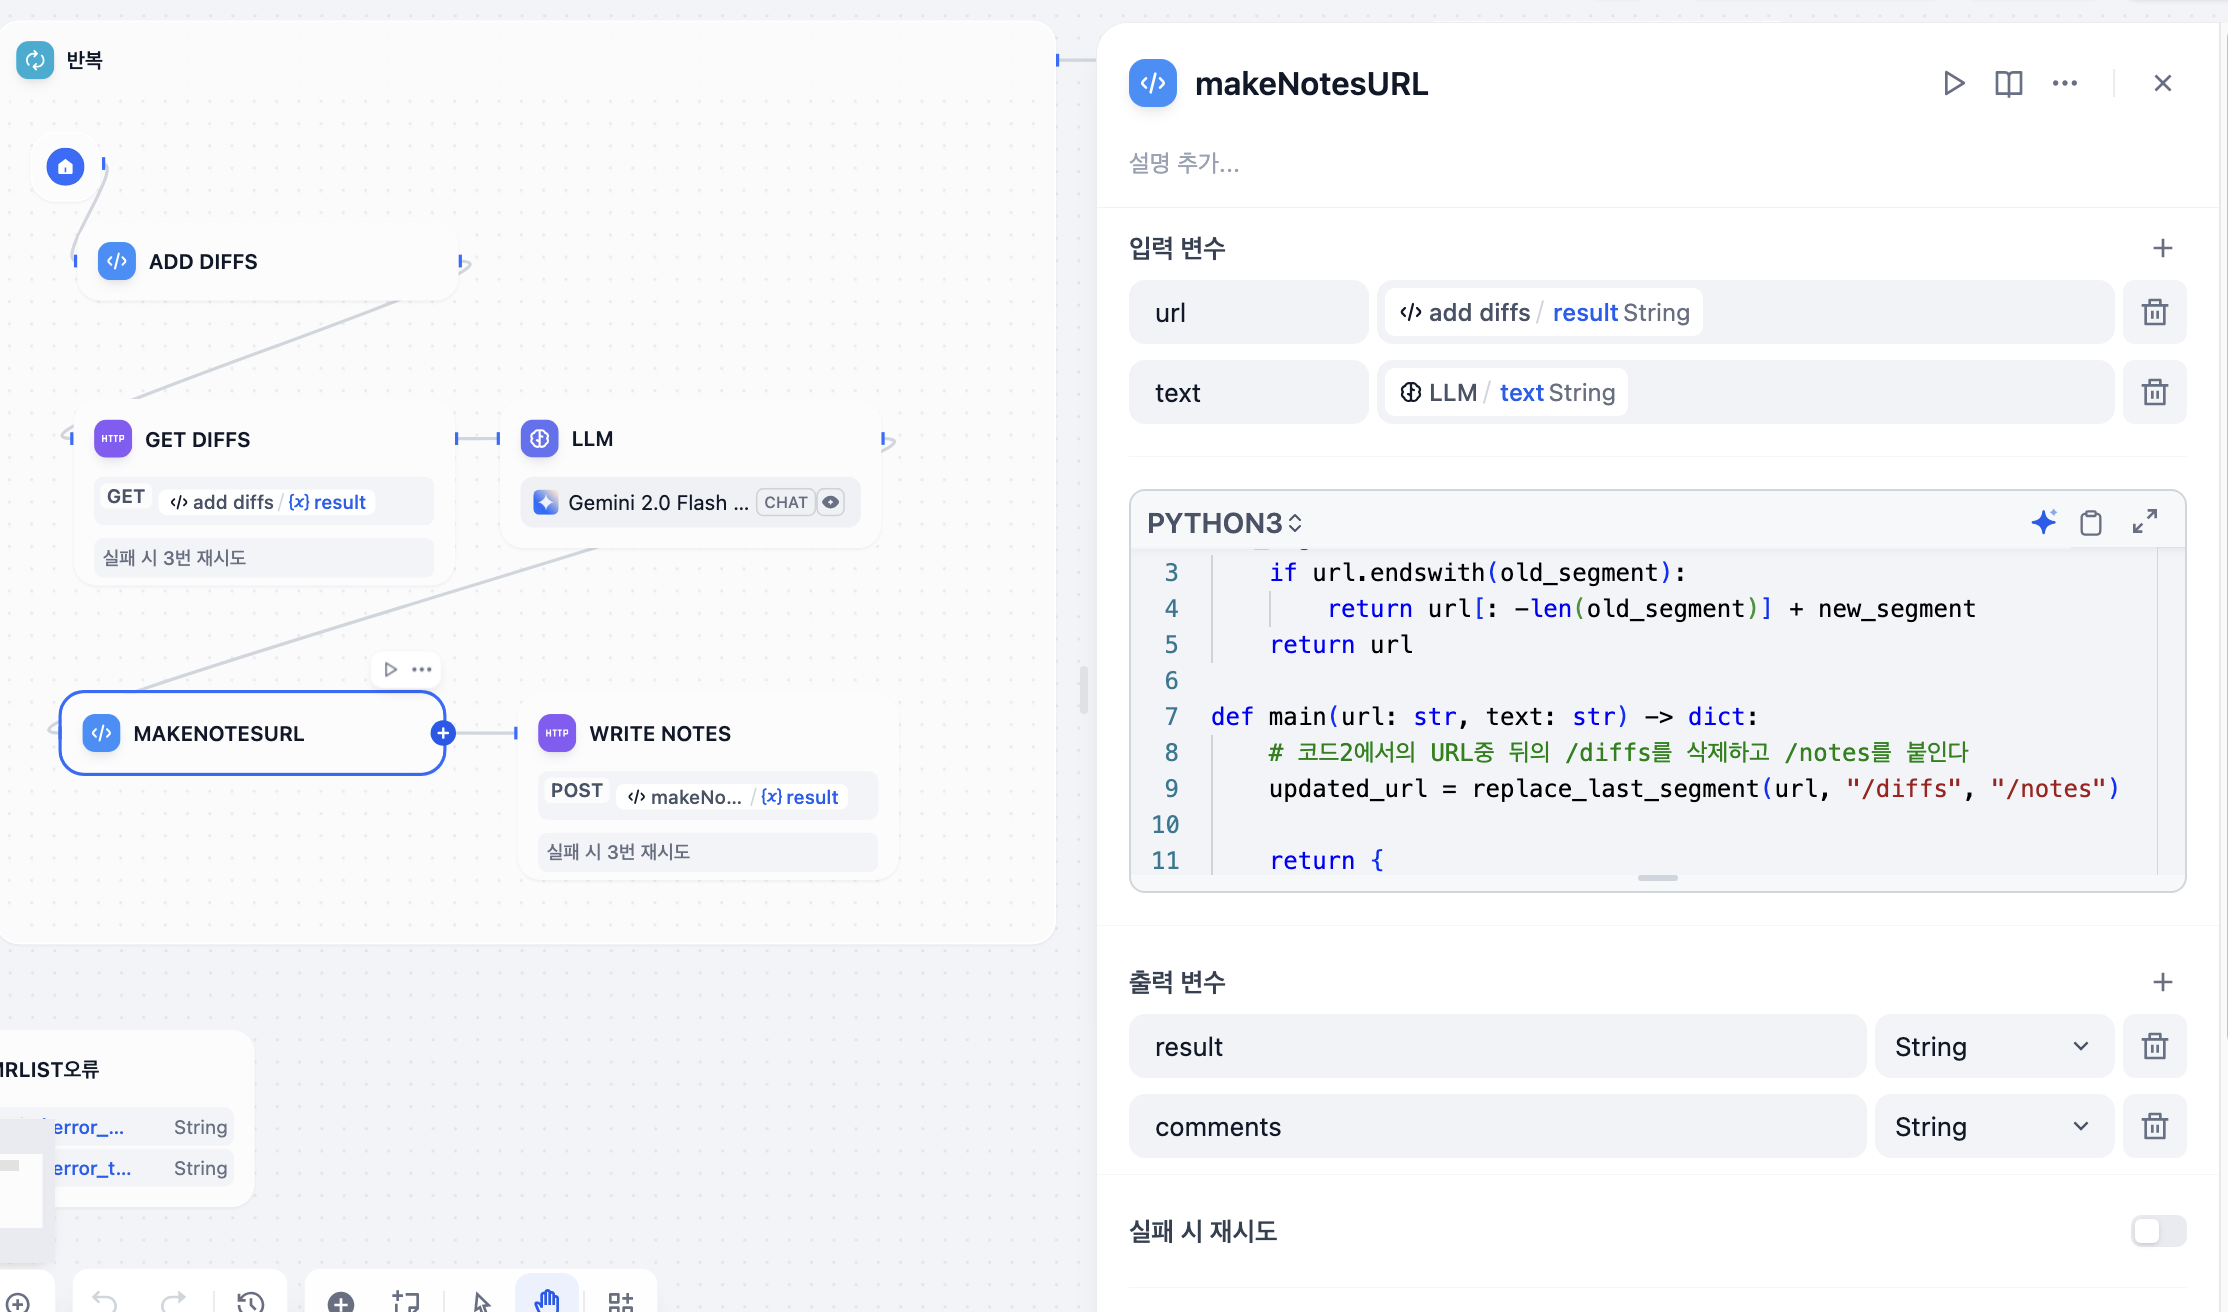 반복
ADD DIFFS
HTTP
GET DIFFS
GET
add diffs / {x} result
실패 시 3번 재시도
LLM
Gemini 2.0 Flash ... CHAT
MAKENOTESURL
HTTP
WRITE NOTES
POST
makeNo... / {x} result
실패 시 3번 재시도
MRLIST오류
error_... String
error_t... String
makeNotesURL
설명 추가...
입력 변수
url
add diffs / result String
text
LLM / text String
PYTHON3
3 if url.endswith(old_segment):
4 return url[: -len(old_segment)] + new_segment
5 return url
6
7 def main(url: str, text: str) -> dict:
8 # 코드2에서의 URL중 뒤의 /diffs를 삭제하고 /notes를 붙인다
9 updated_url = replace_last_segment(url, "/diffs", "/notes")
10
11 return {
출력 변수
result String
comments String
실패 시 재시도